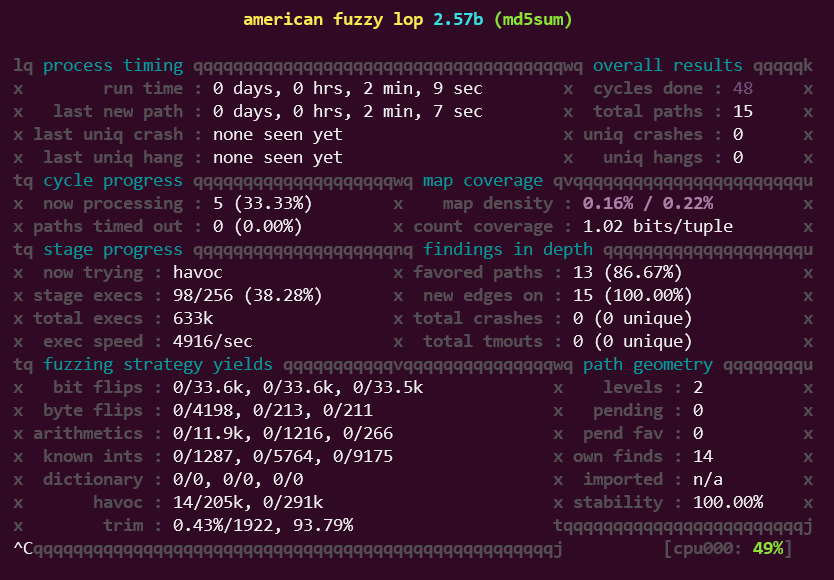 american fuzzy lop 2.57b (md5sum)
lq process timing qqqqqqqqqqqqqqqqqqqqqqqqqqqqqqqqqqqqqwq overall results qqqqqk
x        run time : 0 days, 0 hrs, 2 min, 9 sec        x  cycles done : 48     x
x   last new path : 0 days, 0 hrs, 2 min, 7 sec        x  total paths : 15     x
x last uniq crash : none seen yet                      x uniq crashes : 0      x
x  last uniq hang : none seen yet                      x   uniq hangs : 0      x
tq cycle progress qqqqqqqqqqqqqqqqqqqqwq map coverage qvqqqqqqqqqqqqqqqqqqqqqqqu
x  now processing : 5 (33.33%)        x    map density : 0.16% / 0.22%         x
x paths timed out : 0 (0.00%)         x count coverage : 1.02 bits/tuple       x
tq stage progress qqqqqqqqqqqqqqqqqqqqnq findings in depth qqqqqqqqqqqqqqqqqqqqu
x  now trying : havoc                 x favored paths : 13 (86.67%)            x
x stage execs : 98/256 (38.28%)       x  new edges on : 15 (100.00%)           x
x total execs : 633k                  x total crashes : 0 (0 unique)           x
x  exec speed : 4916/sec              x  total tmouts : 0 (0 unique)           x
tq fuzzing strategy yields qqqqqqqqqqqvqqqqqqqqqqqqqqqwq path geometry qqqqqqqqu
x   bit flips : 0/33.6k, 0/33.6k, 0/33.5k             x    levels : 2          x
x  byte flips : 0/4198, 0/213, 0/211                  x   pending : 0          x
x arithmetics : 0/11.9k, 0/1216, 0/266                x  pend fav : 0          x
x  known ints : 0/1287, 0/5764, 0/9175                x own finds : 14         x
x  dictionary : 0/0, 0/0, 0/0                         x  imported : n/a        x
x       havoc : 14/205k, 0/291k                       x stability : 100.00%    x
x        trim : 0.43%/1922, 93.79%                    tqqqqqqqqqqqqqqqqqqqqqqqqj
^Cqqqqqqqqqqqqqqqqqqqqqqqqqqqqqqqqqqqqqqqqqqqqqqqqqqqqj          [cpu000: 49%]